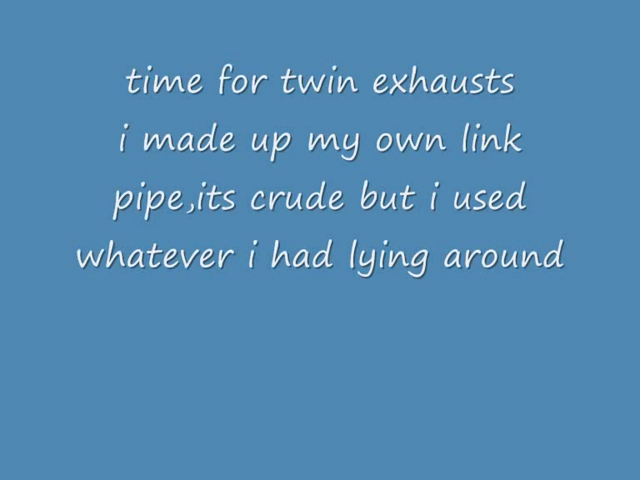 time for twin exhausts
i made up my own link
pipe,its crude but i used
whatever i had lying around